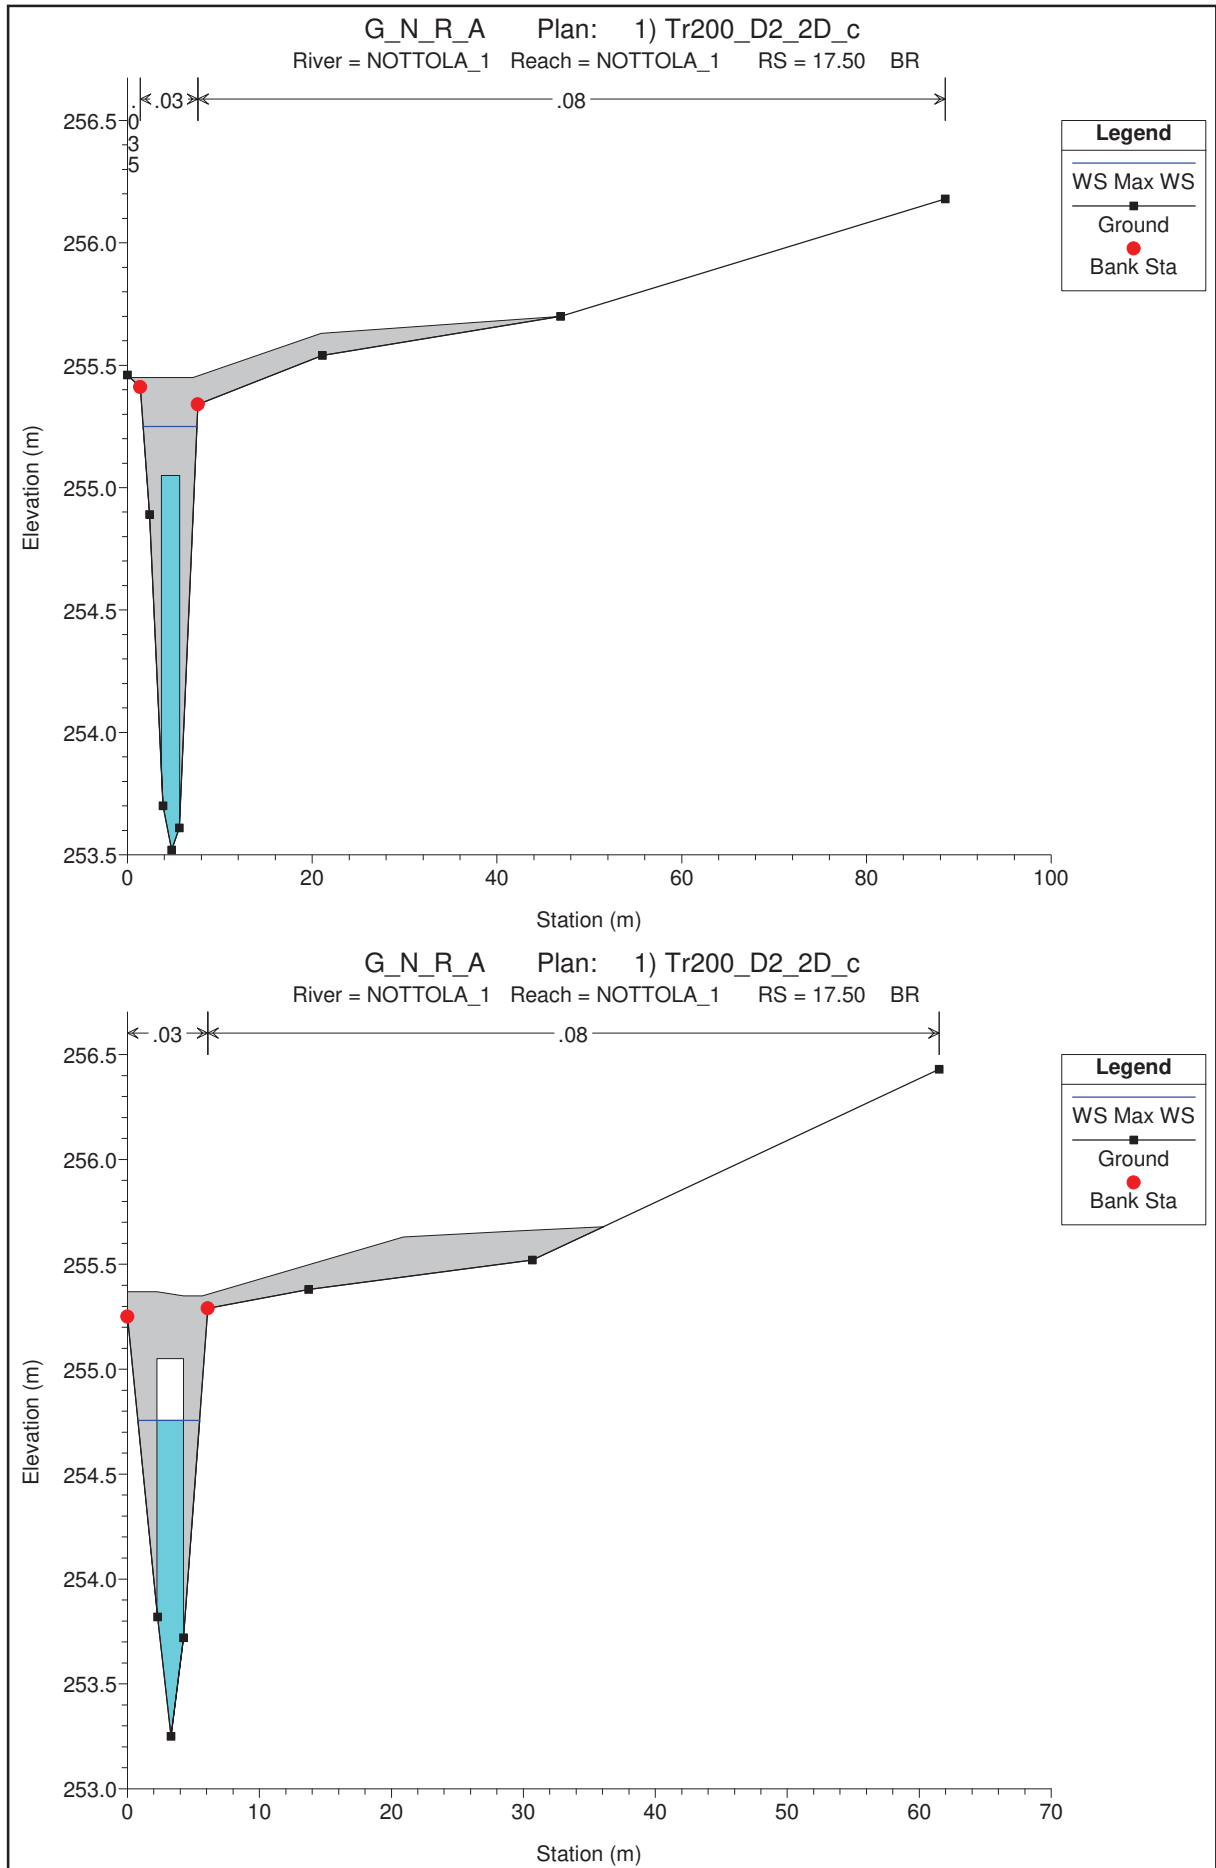 G_N_R_A Plan: 1) Tr200_D2_2D_c
River = NOTTOLA_1 Reach = NOTTOLA_1 RS = 17.50 BR
.035
.03
.08
256.5
256.0
255.5
255.0
254.5
254.0
253.5
Elevation (m)
0 20 40 60 80 100
Station (m)
Legend
WS Max WS
Ground
Bank Sta
G_N_R_A Plan: 1) Tr200_D2_2D_c
River = NOTTOLA_1 Reach = NOTTOLA_1 RS = 17.50 BR
.03
.08
256.5
256.0
255.5
255.0
254.5
254.0
253.5
253.0
Elevation (m)
0 10 20 30 40 50 60 70
Station (m)
Legend
WS Max WS
Ground
Bank Sta